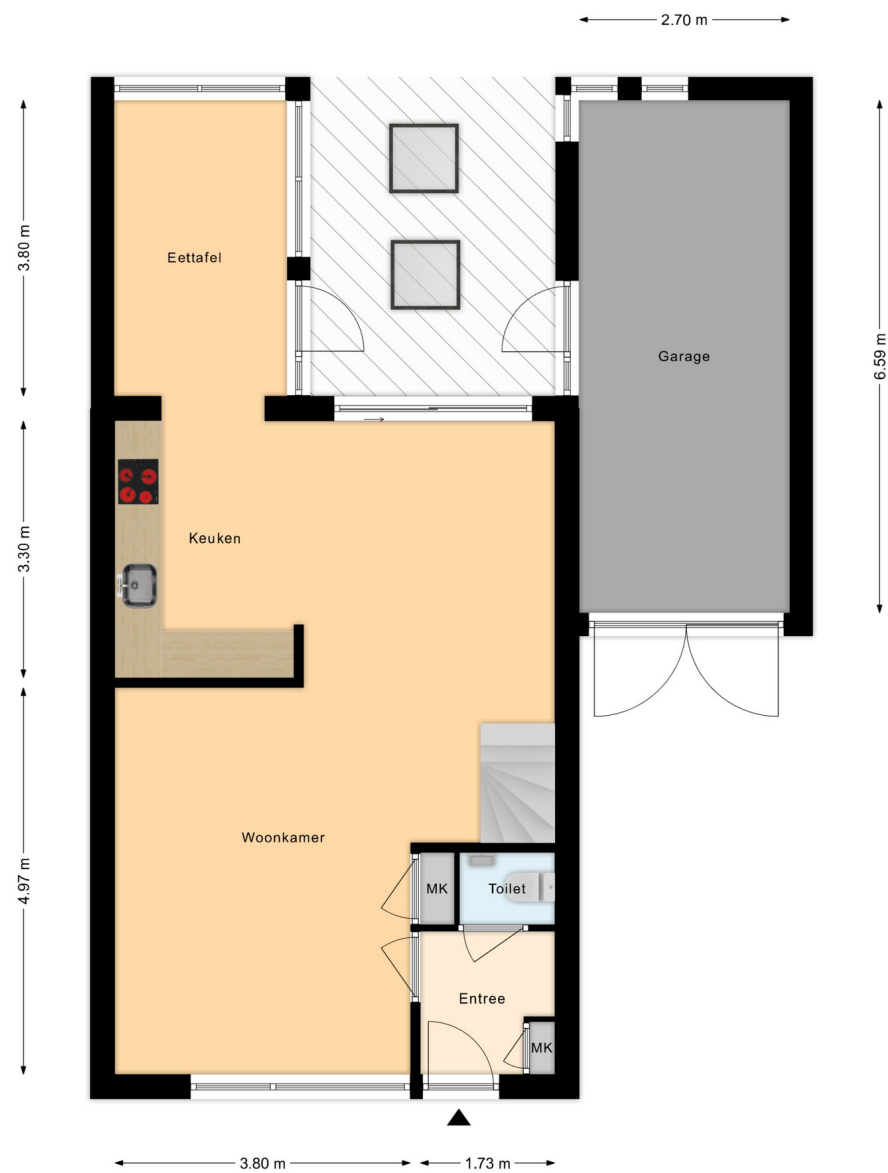 2.70 m
3.80 m
Eettafel
6.59 m
Garage
3.30 m
Keuken
4.97 m
Woonkamer
MK
Toilet
Entree
MK
3.80 m
1.73 m